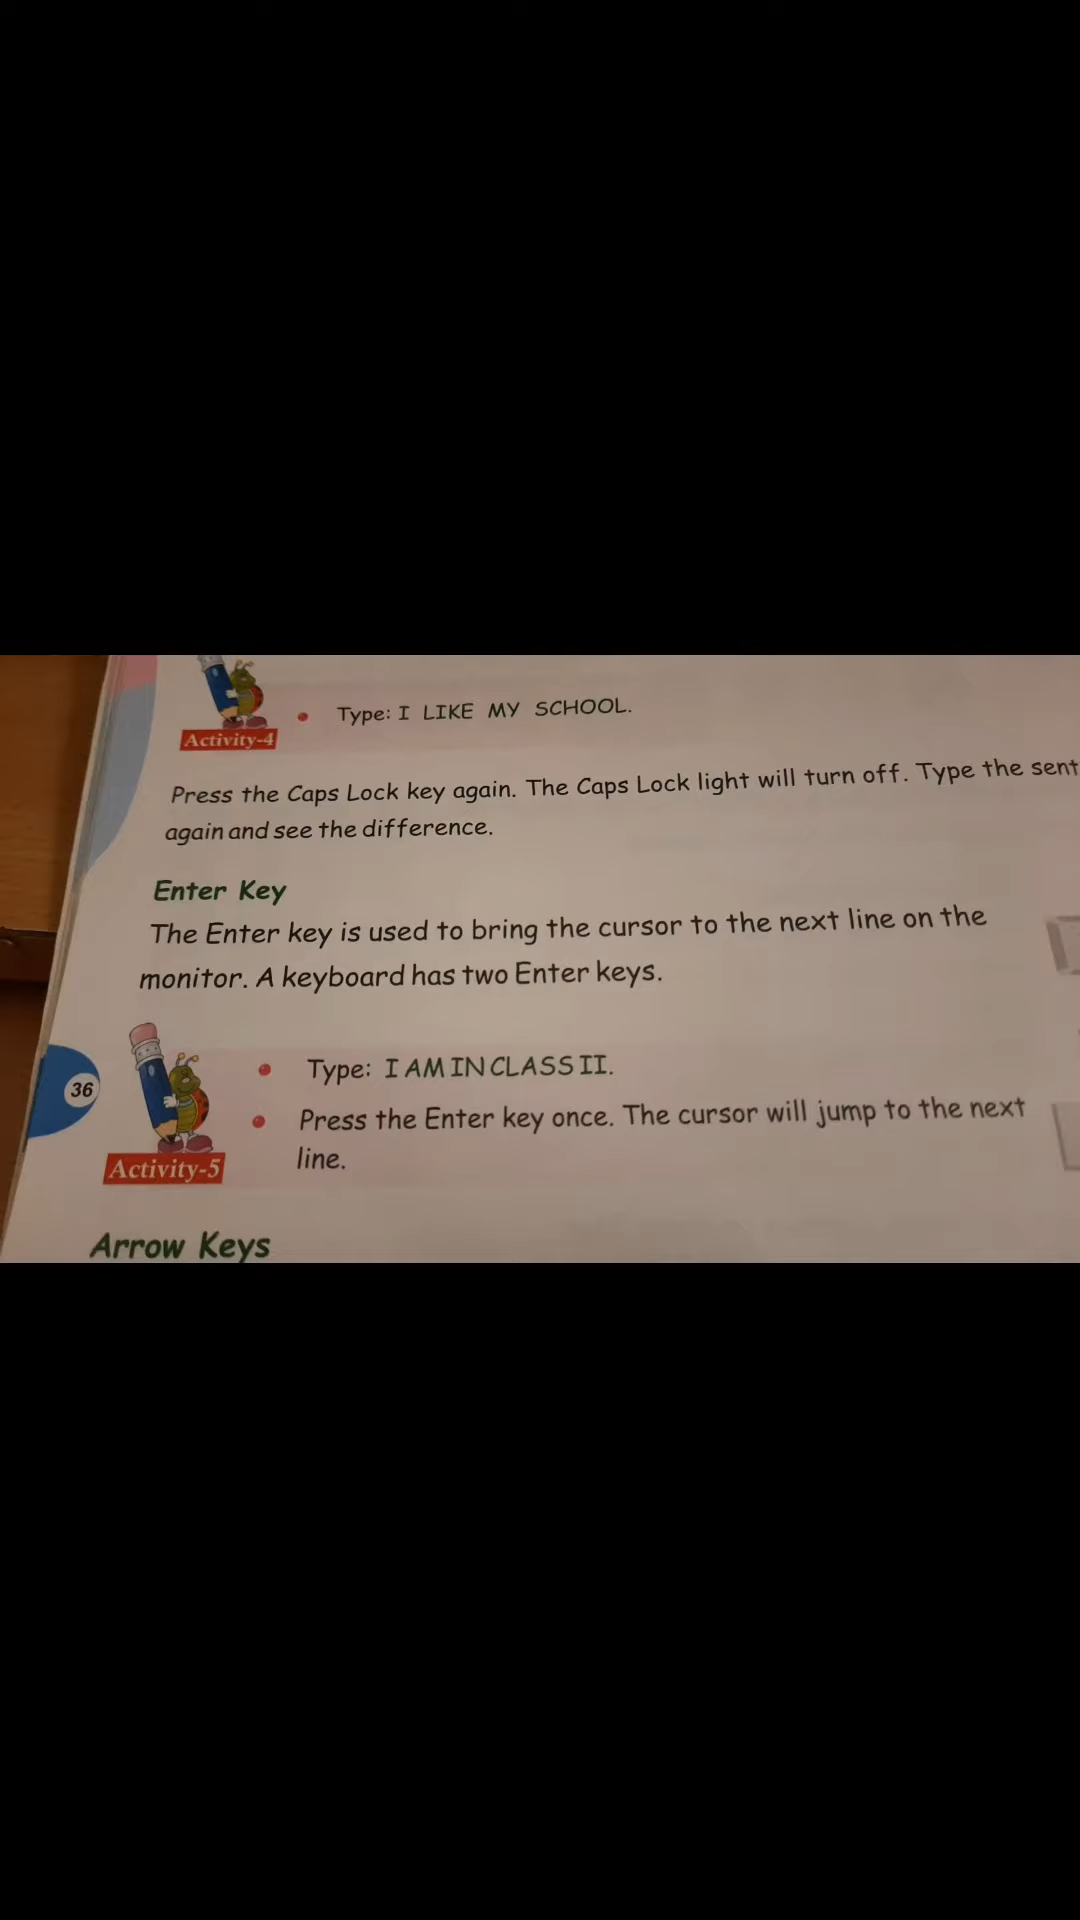 Type: I LIKE MY SCHOOL.
Activity-4
Press the Caps Lock key again. The Caps Lock light will turn off. Type the sent
again and see the difference.
Enter Key
The Enter key is used to bring the cursor to the next line on the
monitor. A keyboard has two Enter keys.
Type: I AM IN CLASS II.
36
Press the Enter key once. The cursor will jump to the next
line.
Activity-5
Arrow Keys